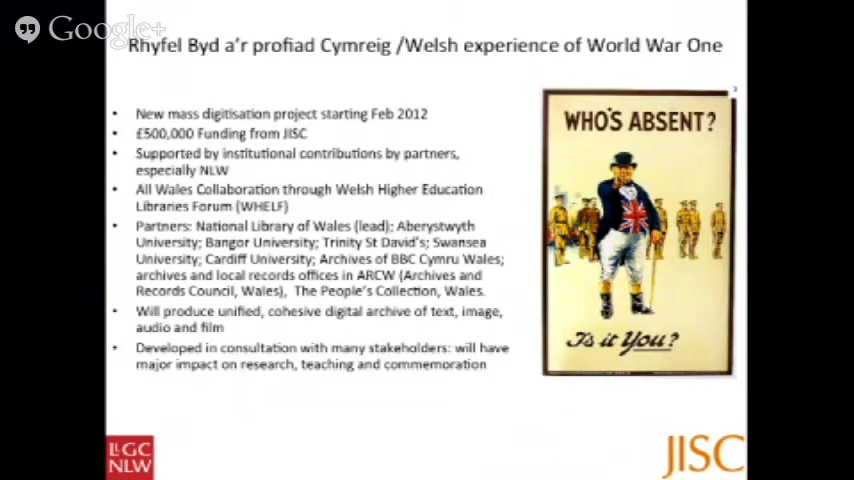 Google+
Rhyfel Byd a'r profiad Cymreig /Welsh experience of World War One
• New mass digitisation project starting Feb 2012
• £500,000 Funding from JISC
• Supported by institutional contributions by partners,
especially NLW
• All Wales Collaboration through Welsh Higher Education
Libraries Forum (WHELF)
• Partners: National Library of Wales (lead); Aberystwyth
University; Bangor University; Trinity St David's; Swansea
University; Cardiff University; Archives of BBC Cymru Wales;
archives and local records offices in ARCW (Archives and
Records Council, Wales), The People's Collection, Wales.
• Will produce unified, cohesive digital archive of text, image,
audio and film
• Developed in consultation with many stakeholders: will have
major impact on research, teaching and commemoration
WHO'S ABSENT?
Is it You?
LLGC
NLW
JISC